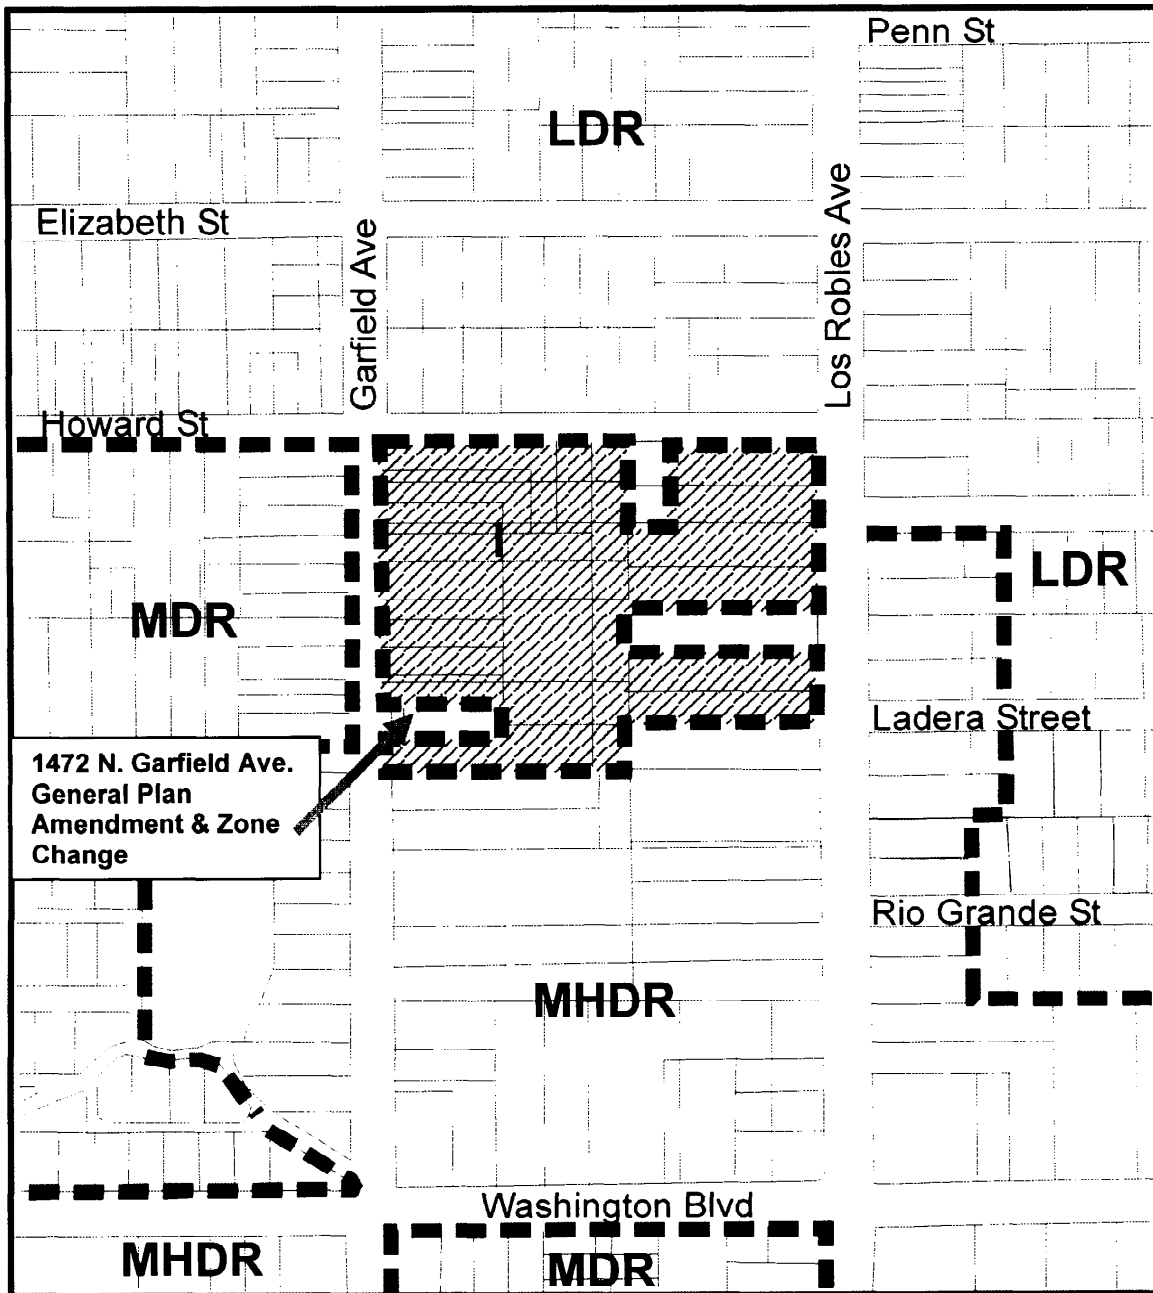 Penn St
LDR
Elizabeth St
Garfield Ave
Los Robles Ave
Howard St
MDR
LDR
Ladera Street
1472 N. Garfield Ave.
General Plan
Amendment & Zone
Change
Rio Grande St
MHDR
Washington Blvd
MHDR
MDR